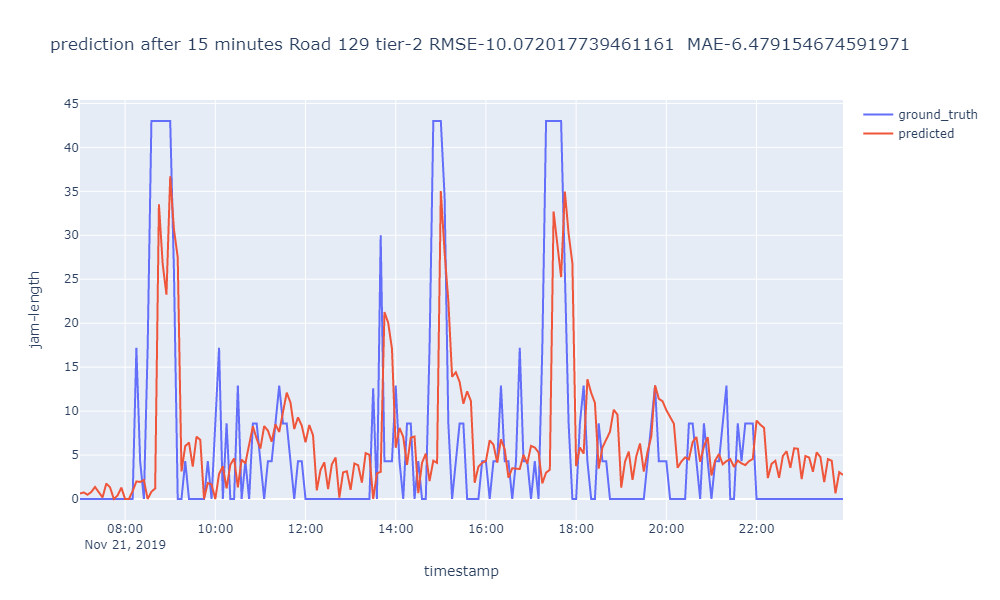 prediction after 15 minutes Road 129 tier-2 RMSE-10.072017739461161  MAE-6.479154674591971
ground_truth
predicted
45
40
35
30
25
20
15
10
5
0
jam-length
08:00 10:00 12:00 14:00 16:00 18:00 20:00 22:00
Nov 21, 2019
timestamp